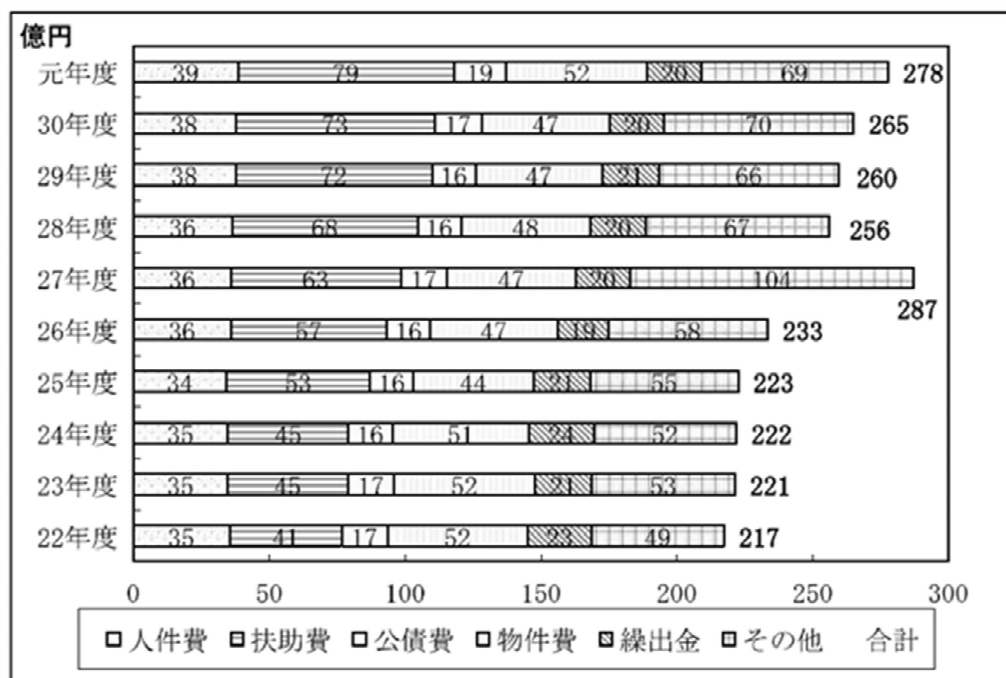 億円
元年度 39 79 19 52 20 69 278
30年度 38 73 17 47 20 70 265
29年度 38 72 16 47 21 66 260
28年度 36 68 16 48 20 67 256
27年度 36 63 17 47 20 104 287
26年度 36 57 16 47 19 58 233
25年度 34 53 16 44 21 55 223
24年度 35 45 16 51 24 52 222
23年度 35 45 17 52 21 53 221
22年度 35 41 17 52 23 49 217
0 50 100 150 200 250 300
人件費 扶助費 公債費 物件費 繰出金 その他 合計